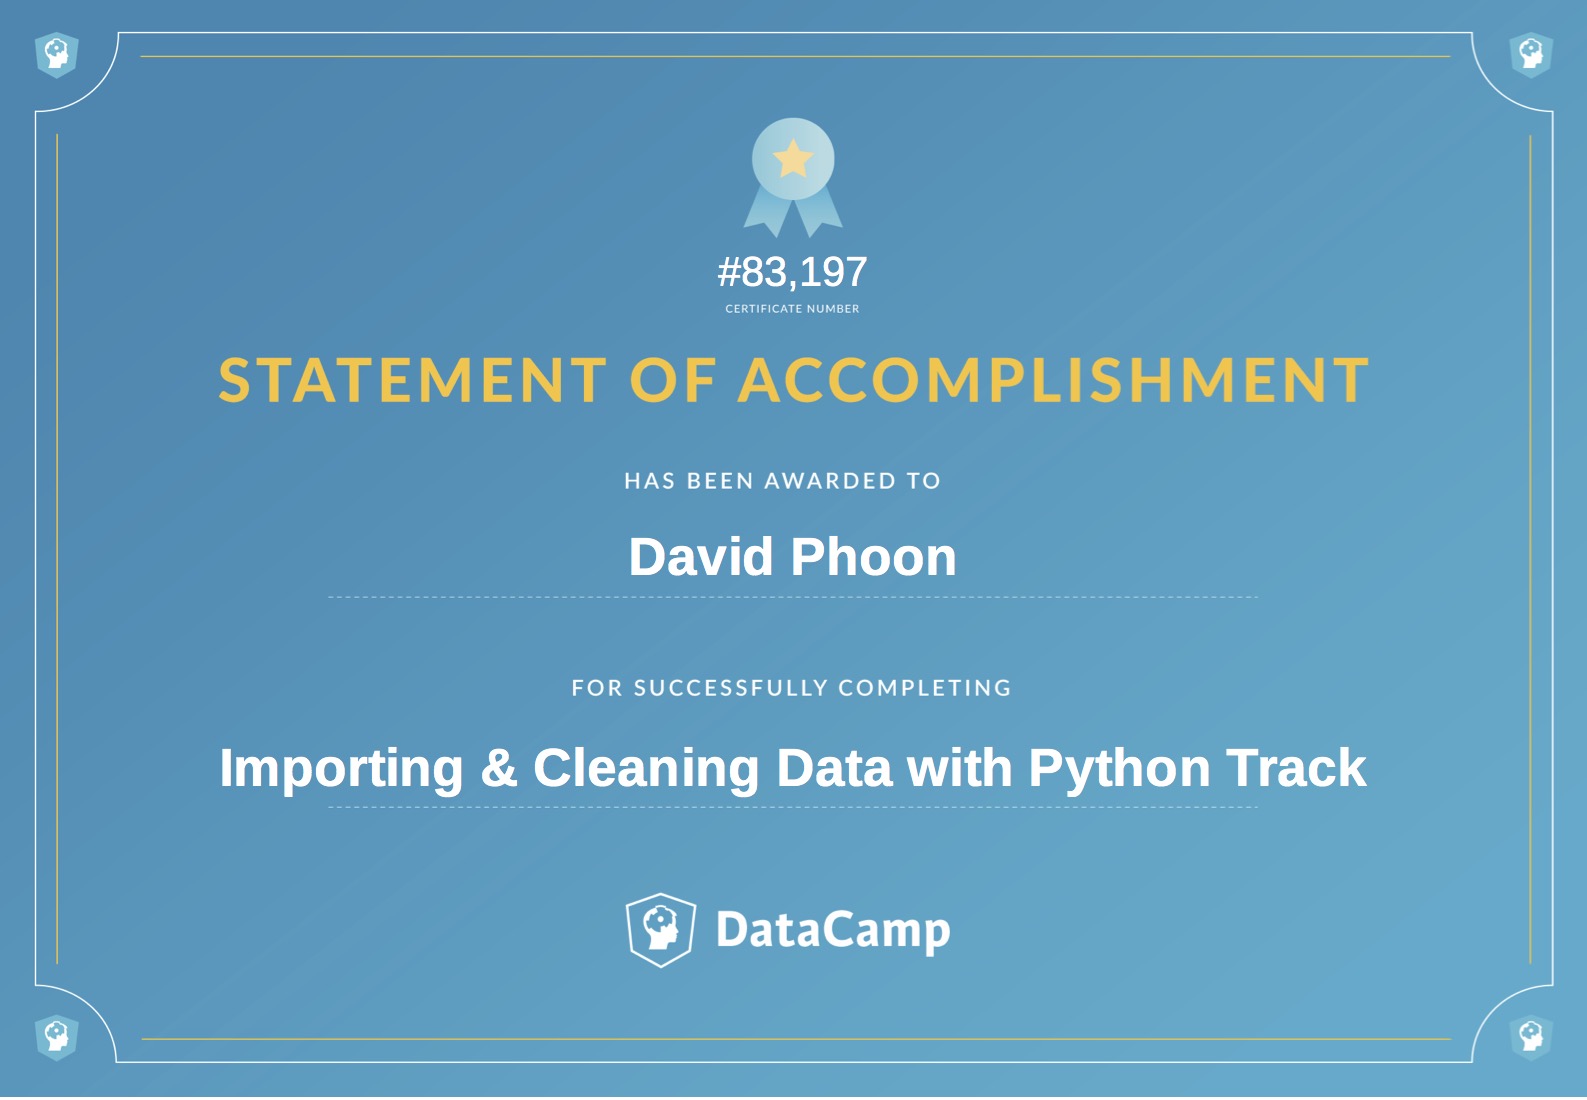 #83,197
CERTIFICATE NUMBER
STATEMENT OF ACCOMPLISHMENT
HAS BEEN AWARDED TO
David Phoon
FOR SUCCESSFULLY COMPLETING
Importing & Cleaning Data with Python Track
DataCamp